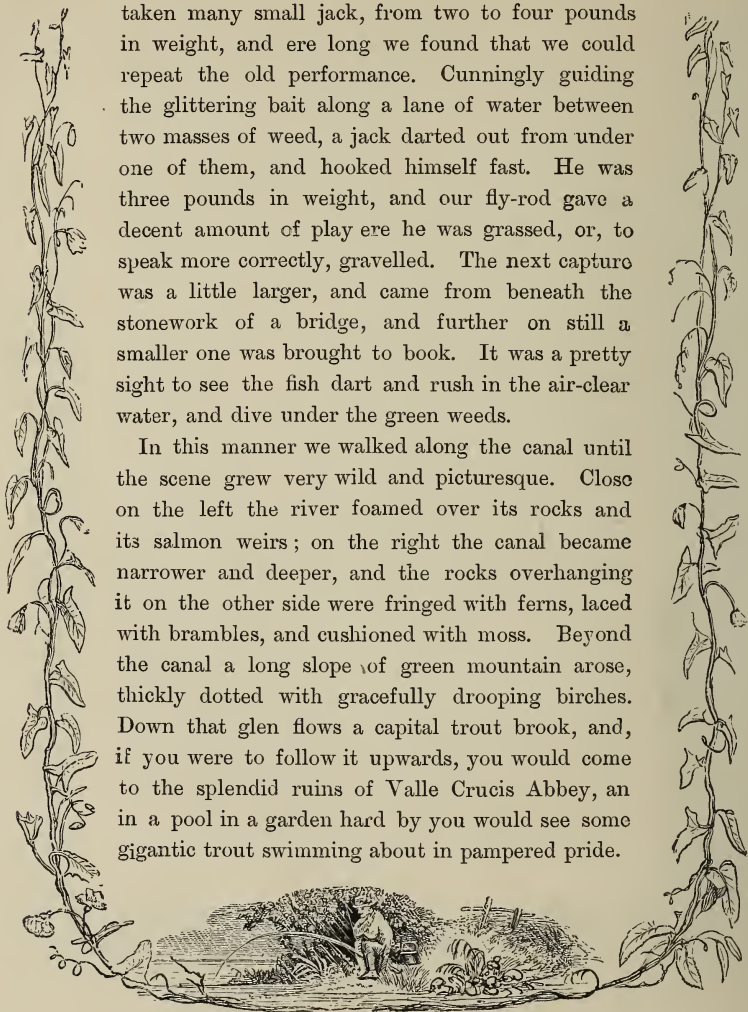 taken many small jack, from two to four pounds
in weight, and ere long we found that we could
repeat the old performance. Cunningly guiding
the glittering bait along a lane of water between
two masses of weed, a jack darted out from under
one of them, and hooked himself fast. He was
three pounds in weight, and our fly-rod gave a
decent amount of play ere he was grassed, or, to
speak more correctly, gravelled. The next capture
was a little larger, and came from beneath the
stonework of a bridge, and further on still a
smaller one was brought to book. It was a pretty
sight to see the fish dart and rush in the air-clear
water, and dive under the green weeds.
In this manner we walked along the canal until
the scene grew very wild and picturesque. Close
on the left the river foamed over its rocks and
its salmon weirs; on the right the canal became
narrower and deeper, and the rocks overhanging
it on the other side were fringed with ferns, laced
with brambles, and cushioned with moss. Beyond
the canal a long slope of green mountain arose,
thickly dotted with gracefully drooping birches.
Down that glen flows a capital trout brook, and,
if you were to follow it upwards, you would come
to the splendid ruins of Valle Crucis Abbey, an
in a pool in a garden hard by you would see some
gigantic trout swimming about in pampered pride.